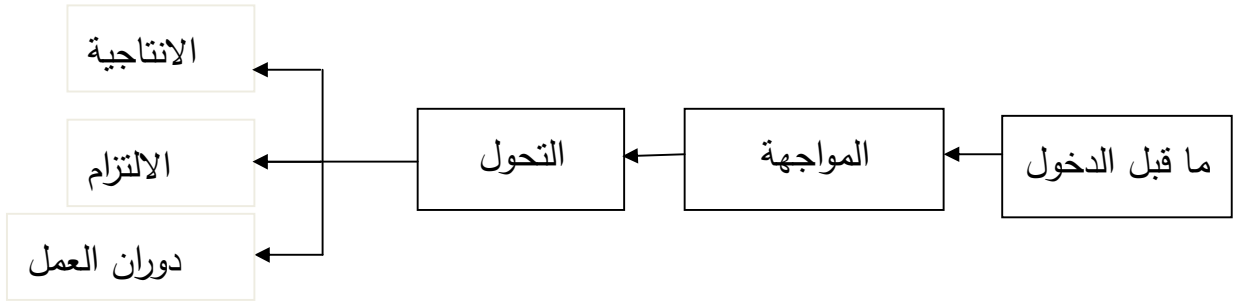 ما قبل الدخول
المواجهة
التحول
الانتاجية
الالتزام
دوران العمل